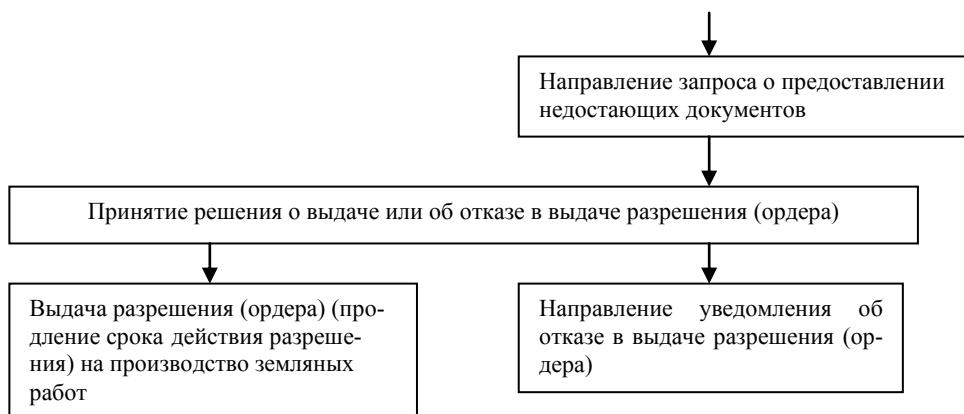 Направление запроса о предоставлении
недостающих документов
Принятие решения о выдаче или об отказе в выдаче разрешения (ордера)
Выдача разрешения (ордера) (про-
дление срока действия разреше-
ния) на производство земляных
работ
Направление уведомления об
отказе в выдаче разрешения (ор-
дера)